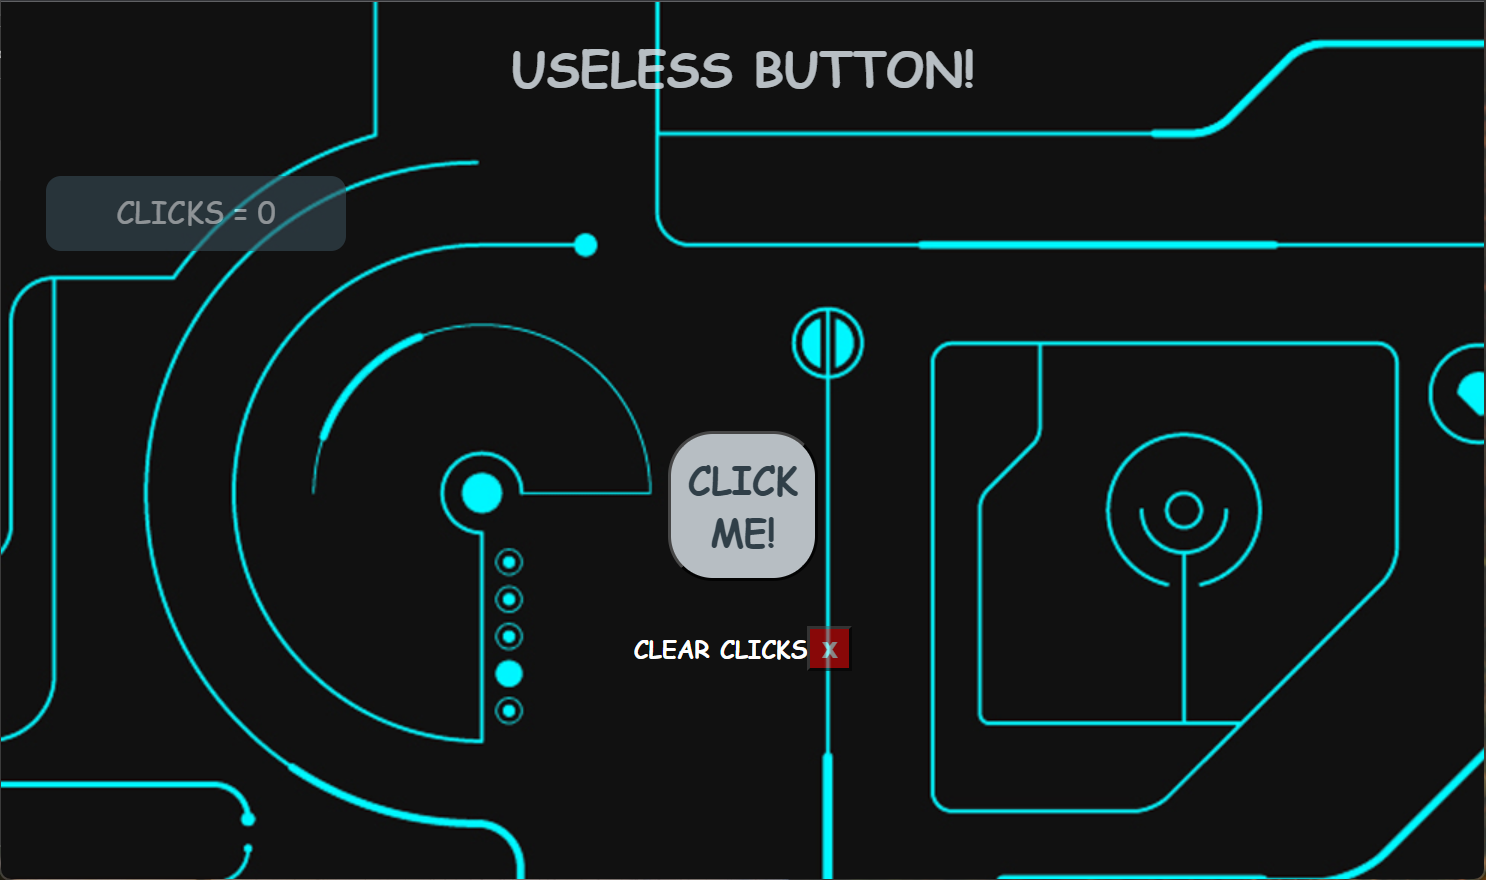 USELESS BUTTON!
CLICKS = 0
CLICK
ME!
CLEAR CLICKS X